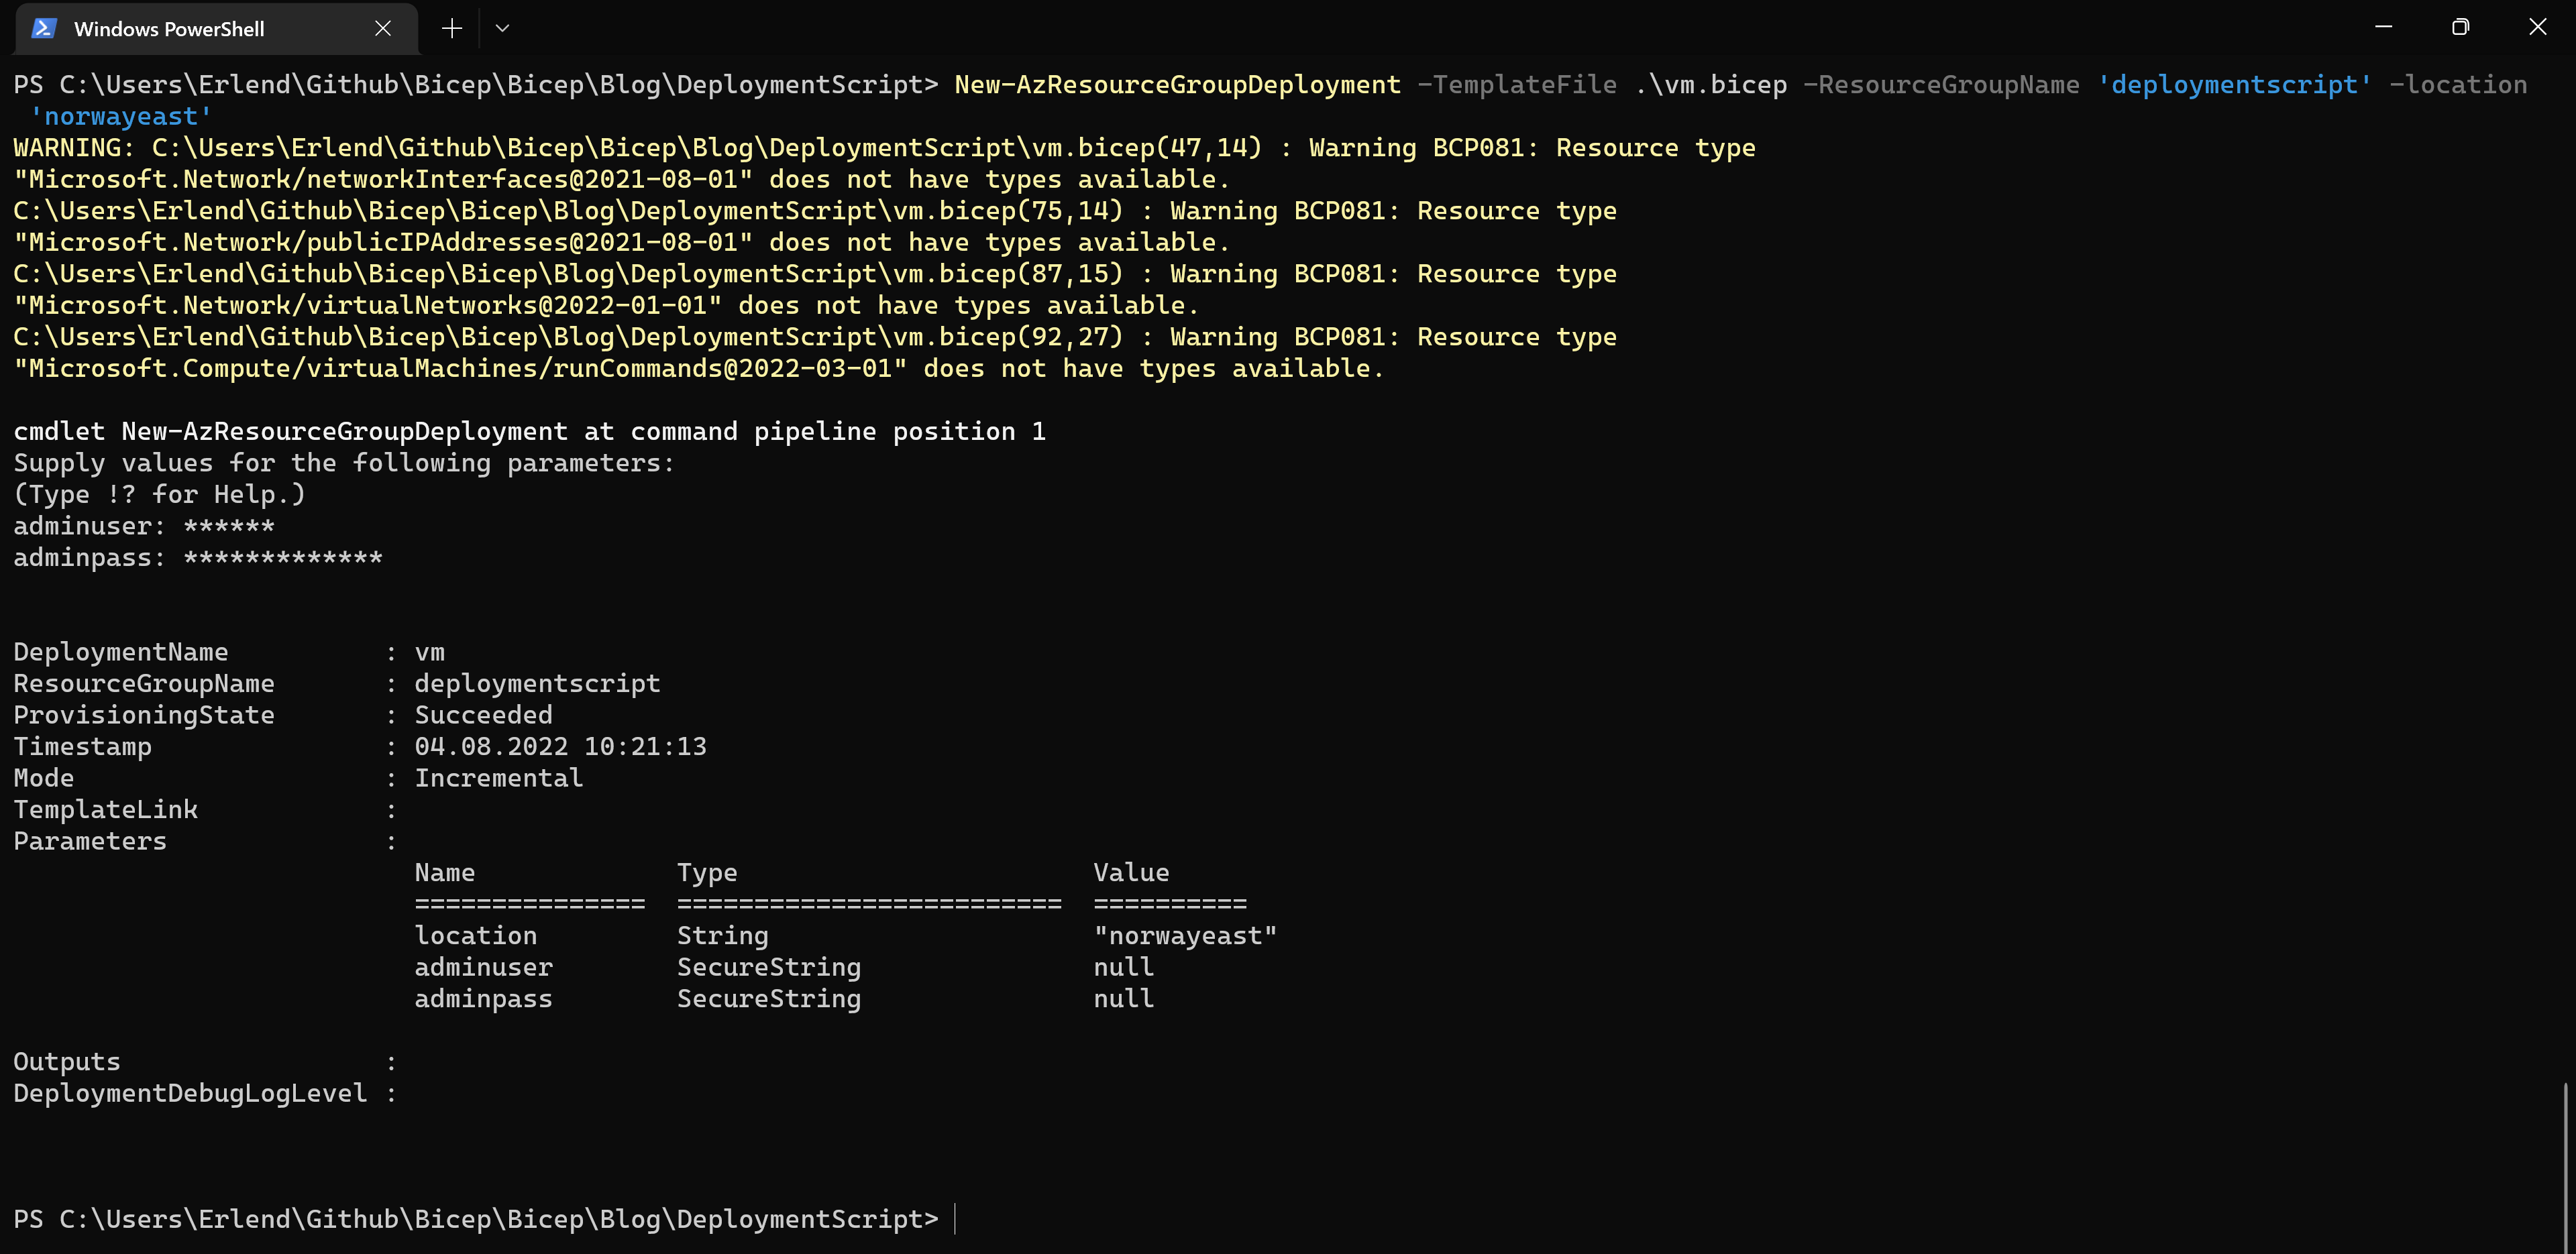 Windows PowerShell
PS C:\Users\Erlend\Github\Bicep\Bicep\Blog\DeploymentScript> New-AzResourceGroupDeployment -TemplateFile .\vm.bicep -ResourceGroupName 'deploymentscript' -location
'norwayeast'
WARNING: C:\Users\Erlend\Github\Bicep\Bicep\Blog\DeploymentScript\vm.bicep(47,14) : Warning BCP081: Resource type
"Microsoft.Network/networkInterfaces@2021-08-01" does not have types available.
C:\Users\Erlend\Github\Bicep\Bicep\Blog\DeploymentScript\vm.bicep(75,14) : Warning BCP081: Resource type
"Microsoft.Network/publicIPAddresses@2021-08-01" does not have types available.
C:\Users\Erlend\Github\Bicep\Bicep\Blog\DeploymentScript\vm.bicep(87,15) : Warning BCP081: Resource type
"Microsoft.Network/virtualNetworks@2022-01-01" does not have types available.
C:\Users\Erlend\Github\Bicep\Bicep\Blog\DeploymentScript\vm.bicep(92,27) : Warning BCP081: Resource type
"Microsoft.Compute/virtualMachines/runCommands@2022-03-01" does not have types available.
cmdlet New-AzResourceGroupDeployment at command pipeline position 1
Supply values for the following parameters:
(Type !? for Help.)
adminuser: ******
adminpass: *************
DeploymentName          : vm
ResourceGroupName       : deploymentscript
ProvisioningState       : Succeeded
Timestamp               : 04.08.2022 10:21:13
Mode                    : Incremental
TemplateLink            :
Parameters              :
Name             Type                       Value
===============  =========================  ==========
location         String                     "norwayeast"
adminuser        SecureString               null
adminpass        SecureString               null
Outputs                 :
DeploymentDebugLogLevel :
PS C:\Users\Erlend\Github\Bicep\Bicep\Blog\DeploymentScript>